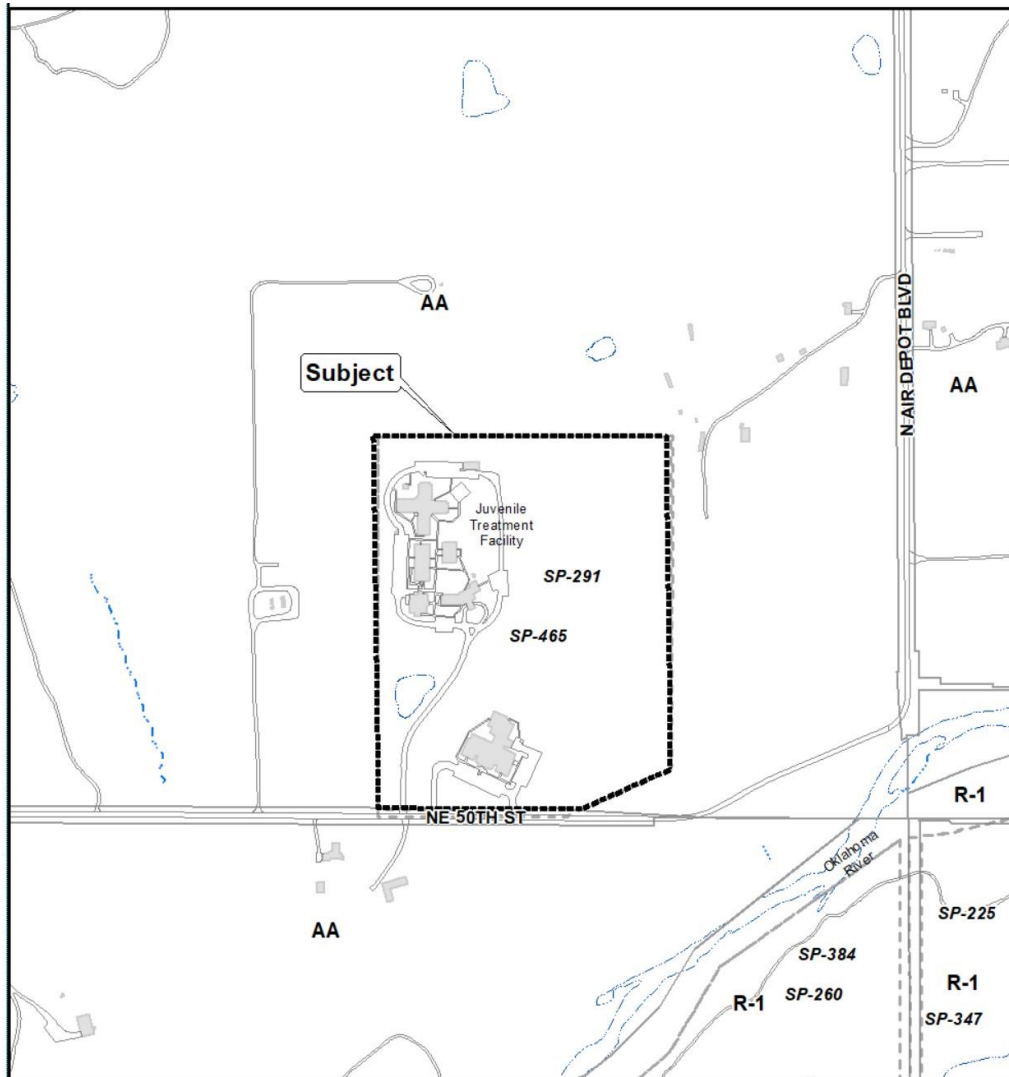 AA
Subject
N AIR DEPOT BLVD
AA
Juvenile
Treatment
Facility
SP-291
SP-465
R-1
NE 50TH ST
Oklahoma
River
SP-225
AA
SP-384
R-1
SP-260
R-1
SP-347